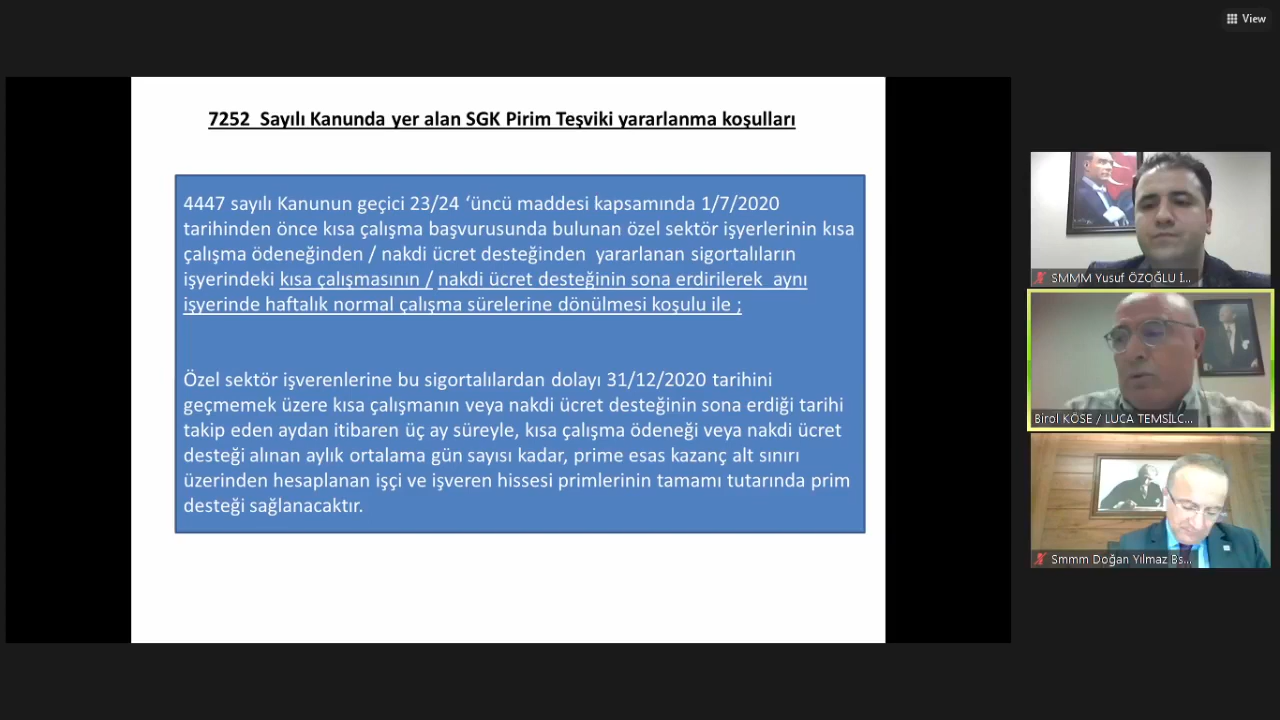 View
7252 Sayılı Kanunda yer alan SGK Pirim Teşviki yararlanma koşulları
4447 sayılı Kanunun geçici 23/24 ‘üncü maddesi kapsamında 1/7/2020
tarihinden önce kısa çalışma başvurusunda bulunan özel sektör işyerlerinin kısa
çalışma ödeneğinden / nakdi ücret desteğinden yararlanan sigortalıların
işyerindeki kısa çalışmasının / nakdi ücret desteğinin sona erdirilerek aynı
işyerinde haftalık normal çalışma sürelerine dönülmesi koşulu ile ;
Özel sektör işverenlerine bu sigortalılardan dolayı 31/12/2020 tarihini
geçmemek üzere kısa çalışmanın veya nakdi ücret desteğinin sona erdiği tarihi
takip eden aydan itibaren üç ay süreyle, kısa çalışma ödeneği veya nakdi ücret
desteği alınan aylık ortalama gün sayısı kadar, prime esas kazanç alt sınırı
üzerinden hesaplanan işçi ve işveren hissesi primlerinin tamamı tutarında prim
desteği sağlanacaktır.
SMMM Yusuf ÖZOĞLU İ...
Birol KÖSE / LUCA TEMSİLC...
Smmm Doğan Yılmaz Bs...